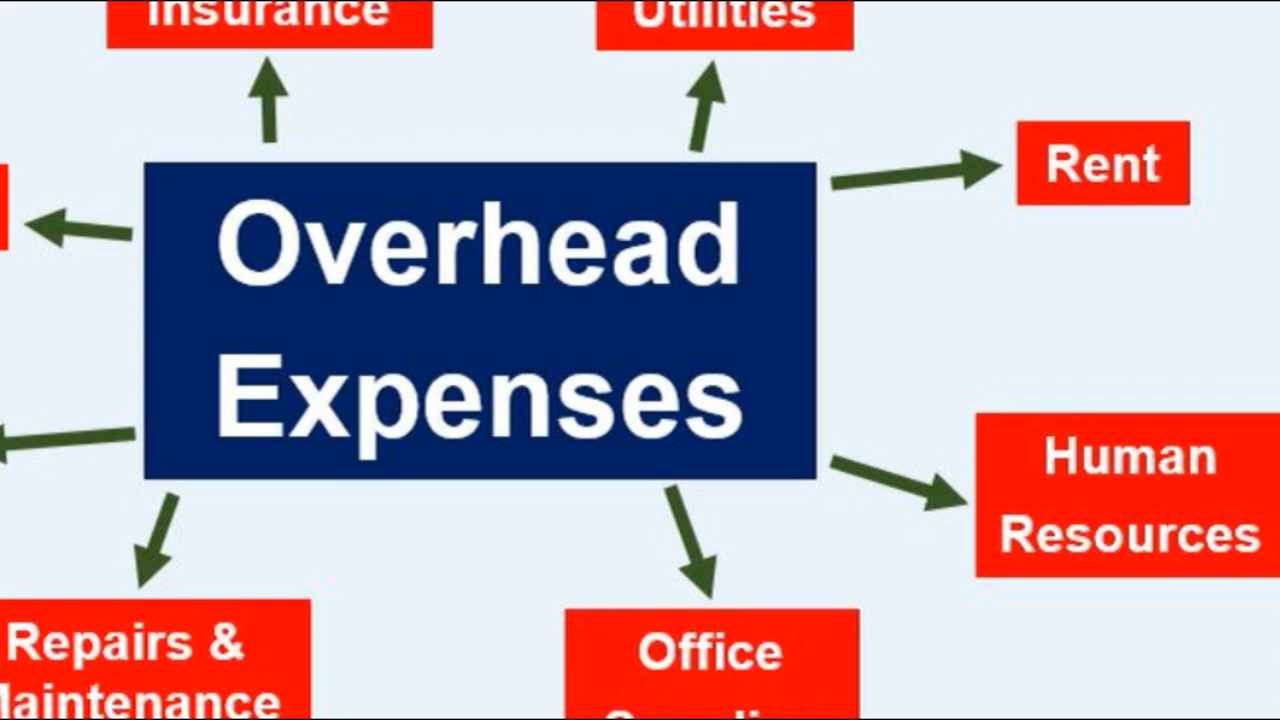 Insurance
Utilities
Rent
Overhead
Expenses
Human
Resources
Repairs &
Maintenance
Office